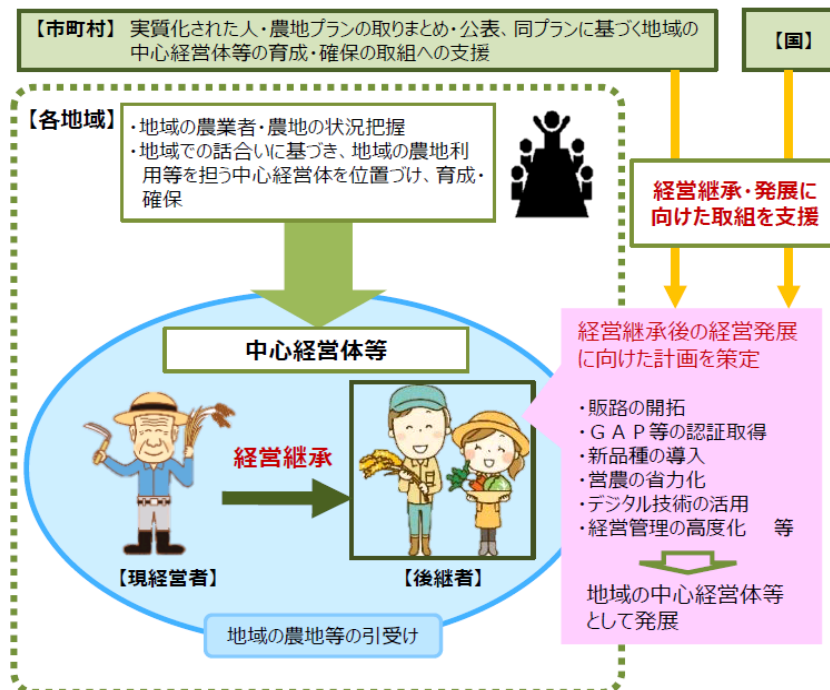 【市町村】 実質化された人・農地プランの取りまとめ・公表、同プランに基づく地域の
中心経営体等の育成・確保の取組への支援
【国】
【各地域】
・地域の農業者・農地の状況把握
・地域での話合いに基づき、地域の農地利
用等を担う中心経営体を位置づけ、育成・
確保
経営継承・発展に
向けた取組を支援
中心経営体等
経営継承
【現経営者】
【後継者】
地域の農地等の引受け
経営継承後の経営発展
に向けた計画を策定
・販路の開拓
・ＧＡＰ等の認証取得
・新品種の導入
・営農の省力化
・デジタル技術の活用
・経営管理の高度化　等
地域の中心経営体等
として発展